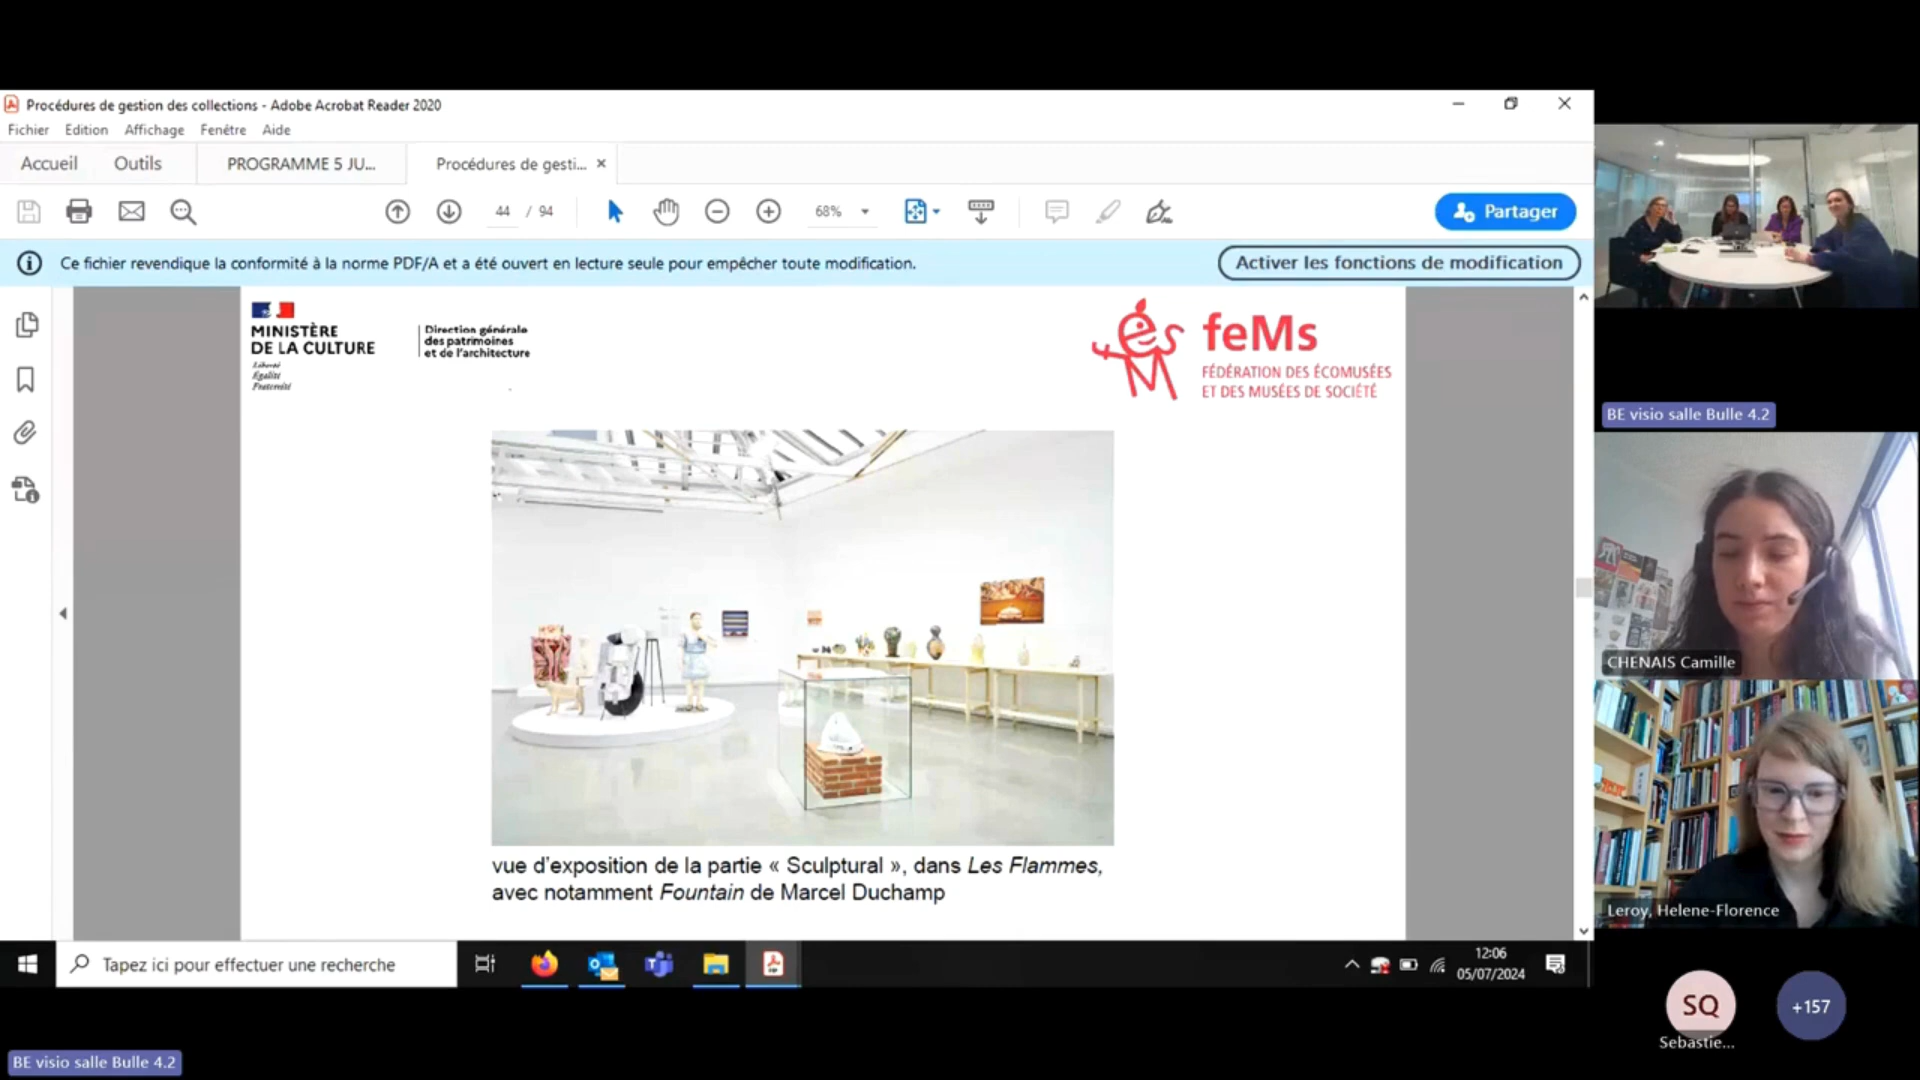 Procédures de gestion des collections - Adobe Acrobat Reader 2020
Fichier Edition Affichage Fenêtre Aide
Accueil Outils PROGRAMME 5 JU... Procédures de gesti... ×
44 / 94 68% Partager
Ce fichier revendique la conformité à la norme PDF/A et a été ouvert en lecture seule pour empêcher toute modification. Activer les fonctions de modification
MINISTÈRE
DE LA CULTURE
Liberté
Égalité
Fraternité
Direction générale
des patrimoines
et de l'architecture
feMs
FÉDÉRATION DES ÉCOMUSÉES
ET DES MUSÉES DE SOCIÉTÉ
vue d'exposition de la partie « Sculptural », dans Les Flammes,
avec notamment Fountain de Marcel Duchamp
BE visio salle Bulle 4.2
CHENAIS Camille
Leroy, Helene-Florence
SQ
Sebastie...
+157
Tapez ici pour effectuer une recherche
12:06
05/07/2024
BE visio salle Bulle 4.2